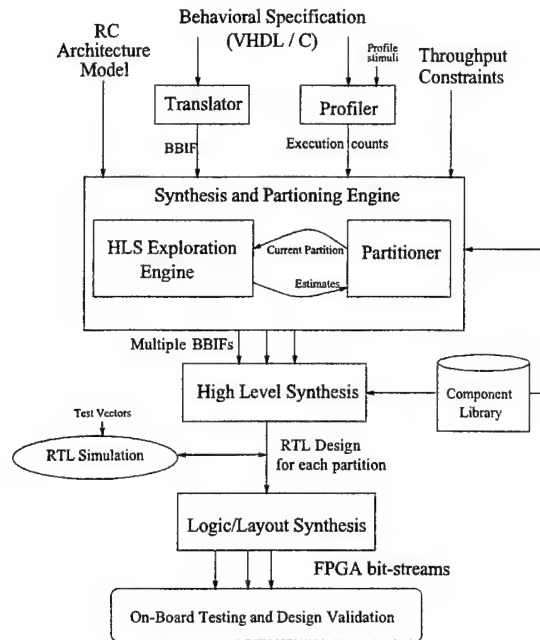 Behavioral Specification
(VHDL / C)
RC
Architecture
Model
Profile
stimuli
Throughput
Constraints
Translator
Profiler
BBIF
Execution counts
Synthesis and Partioning Engine
HLS Exploration
Engine
Current Partition
Partitioner
Estimates
Multiple BBIFs
High Level Synthesis
Component
Library
Test Vectors
RTL Simulation
RTL Design
for each partition
Logic/Layout Synthesis
FPGA bit-streams
On-Board Testing and Design Validation